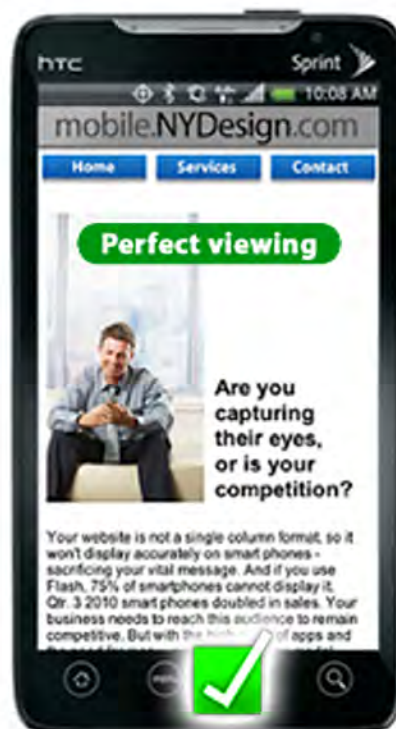 hTC
Sprint
10:08 AM
mobile.NYDesign.com
Home Services Contact
Perfect viewing
Are you
capturing
their eyes,
or is your
competition?
Your website is not a single column format, so it
won't display accurately on smart phones -
sacrificing your vital message. And if you use
Flash, 75% of smartphones cannot display it.
Qtr. 3 2010 smart phones doubled in sales. Your
business needs to reach this audience to remain
competitive. But with the of apps and